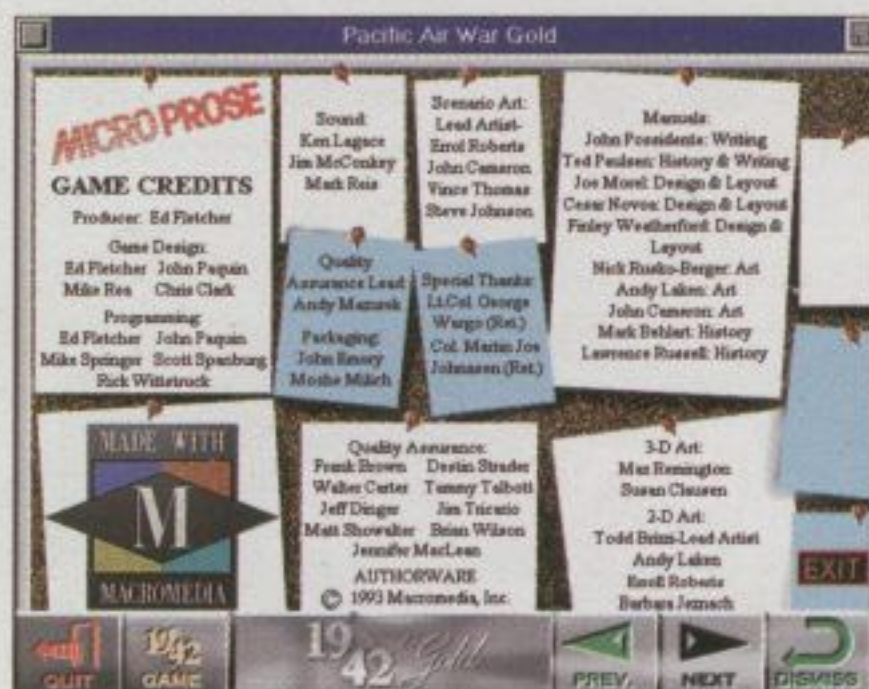 Pacific Air War Gold
MICROPROSE
GAME CREDITS
Producer: Ed Fletcher
Game Design:
Ed Fletcher John Paquin
Mike Rea Chris Clark
Programming:
Ed Fletcher John Paquin
Mike Springer Scott Spanburg
Rick Wittstruck
Sound:
Ken Lagace
Jim McConkey
Mark Reis
Scenario Art:
Lead Artist-
Errol Roberts
John Cameron
Vince Thomas
Steve Johnson
Manuals:
John Possidente: Writing
Ted Paulsen: History & Writing
Joe Morel: Design & Layout
Cesar Novoa: Design & Layout
Finley Weatherford: Design &
Layout
Nick Rusko-Berger: Art
Andy Laken: Art
John Cameron: Art
Mark Behlert: History
Lawrence Russell: History
Quality
Assurance Lead
Andy Mazurek
Packaging:
John Emory
Moshe Milich
Special Thanks:
Lt.Col. George
Wargo (Ret.)
Col. Martin Joe
Johnasen (Ret.)
MADE WITH
M
MACROMEDIA
Quality Assurance:
Frank Brown Destin Strader
Walter Carter Tammy Talbott
Jeff Dinger Jim Tricario
Matt Showalter Brian Wilson
Jennifer MacLean
AUTHORWARE
© 1993 Macromedia, Inc.
3-D Art:
Max Remington
Susan Clausen
2-D Art:
Todd Brizzi-Lead Artist
Andy Laken
Erroll Roberts
Barbara Jeznach
EXIT
QUIT
1942
GAME
1942 Gold
PREV.
NEXT
DISMISS